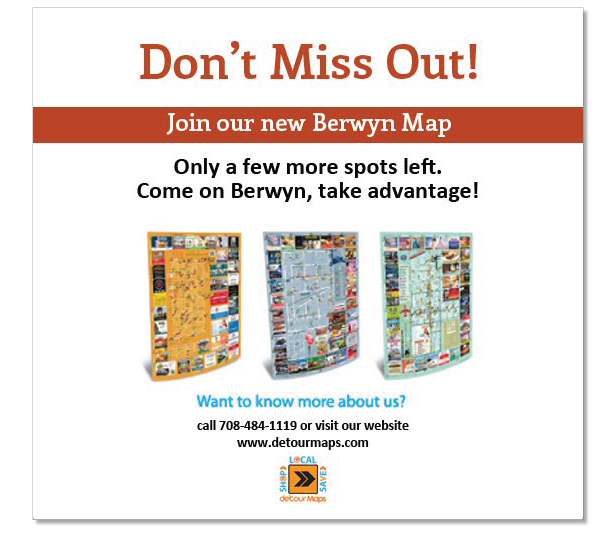 Don't Miss Out!
Join our new Berwyn Map
Only a few more spots left.
Come on Berwyn, take advantage!
Want to know more about us?
call 708-484-1119 or visit our website
www.detourmaps.com
LOCAL
SHOP
SAVE
detour Maps